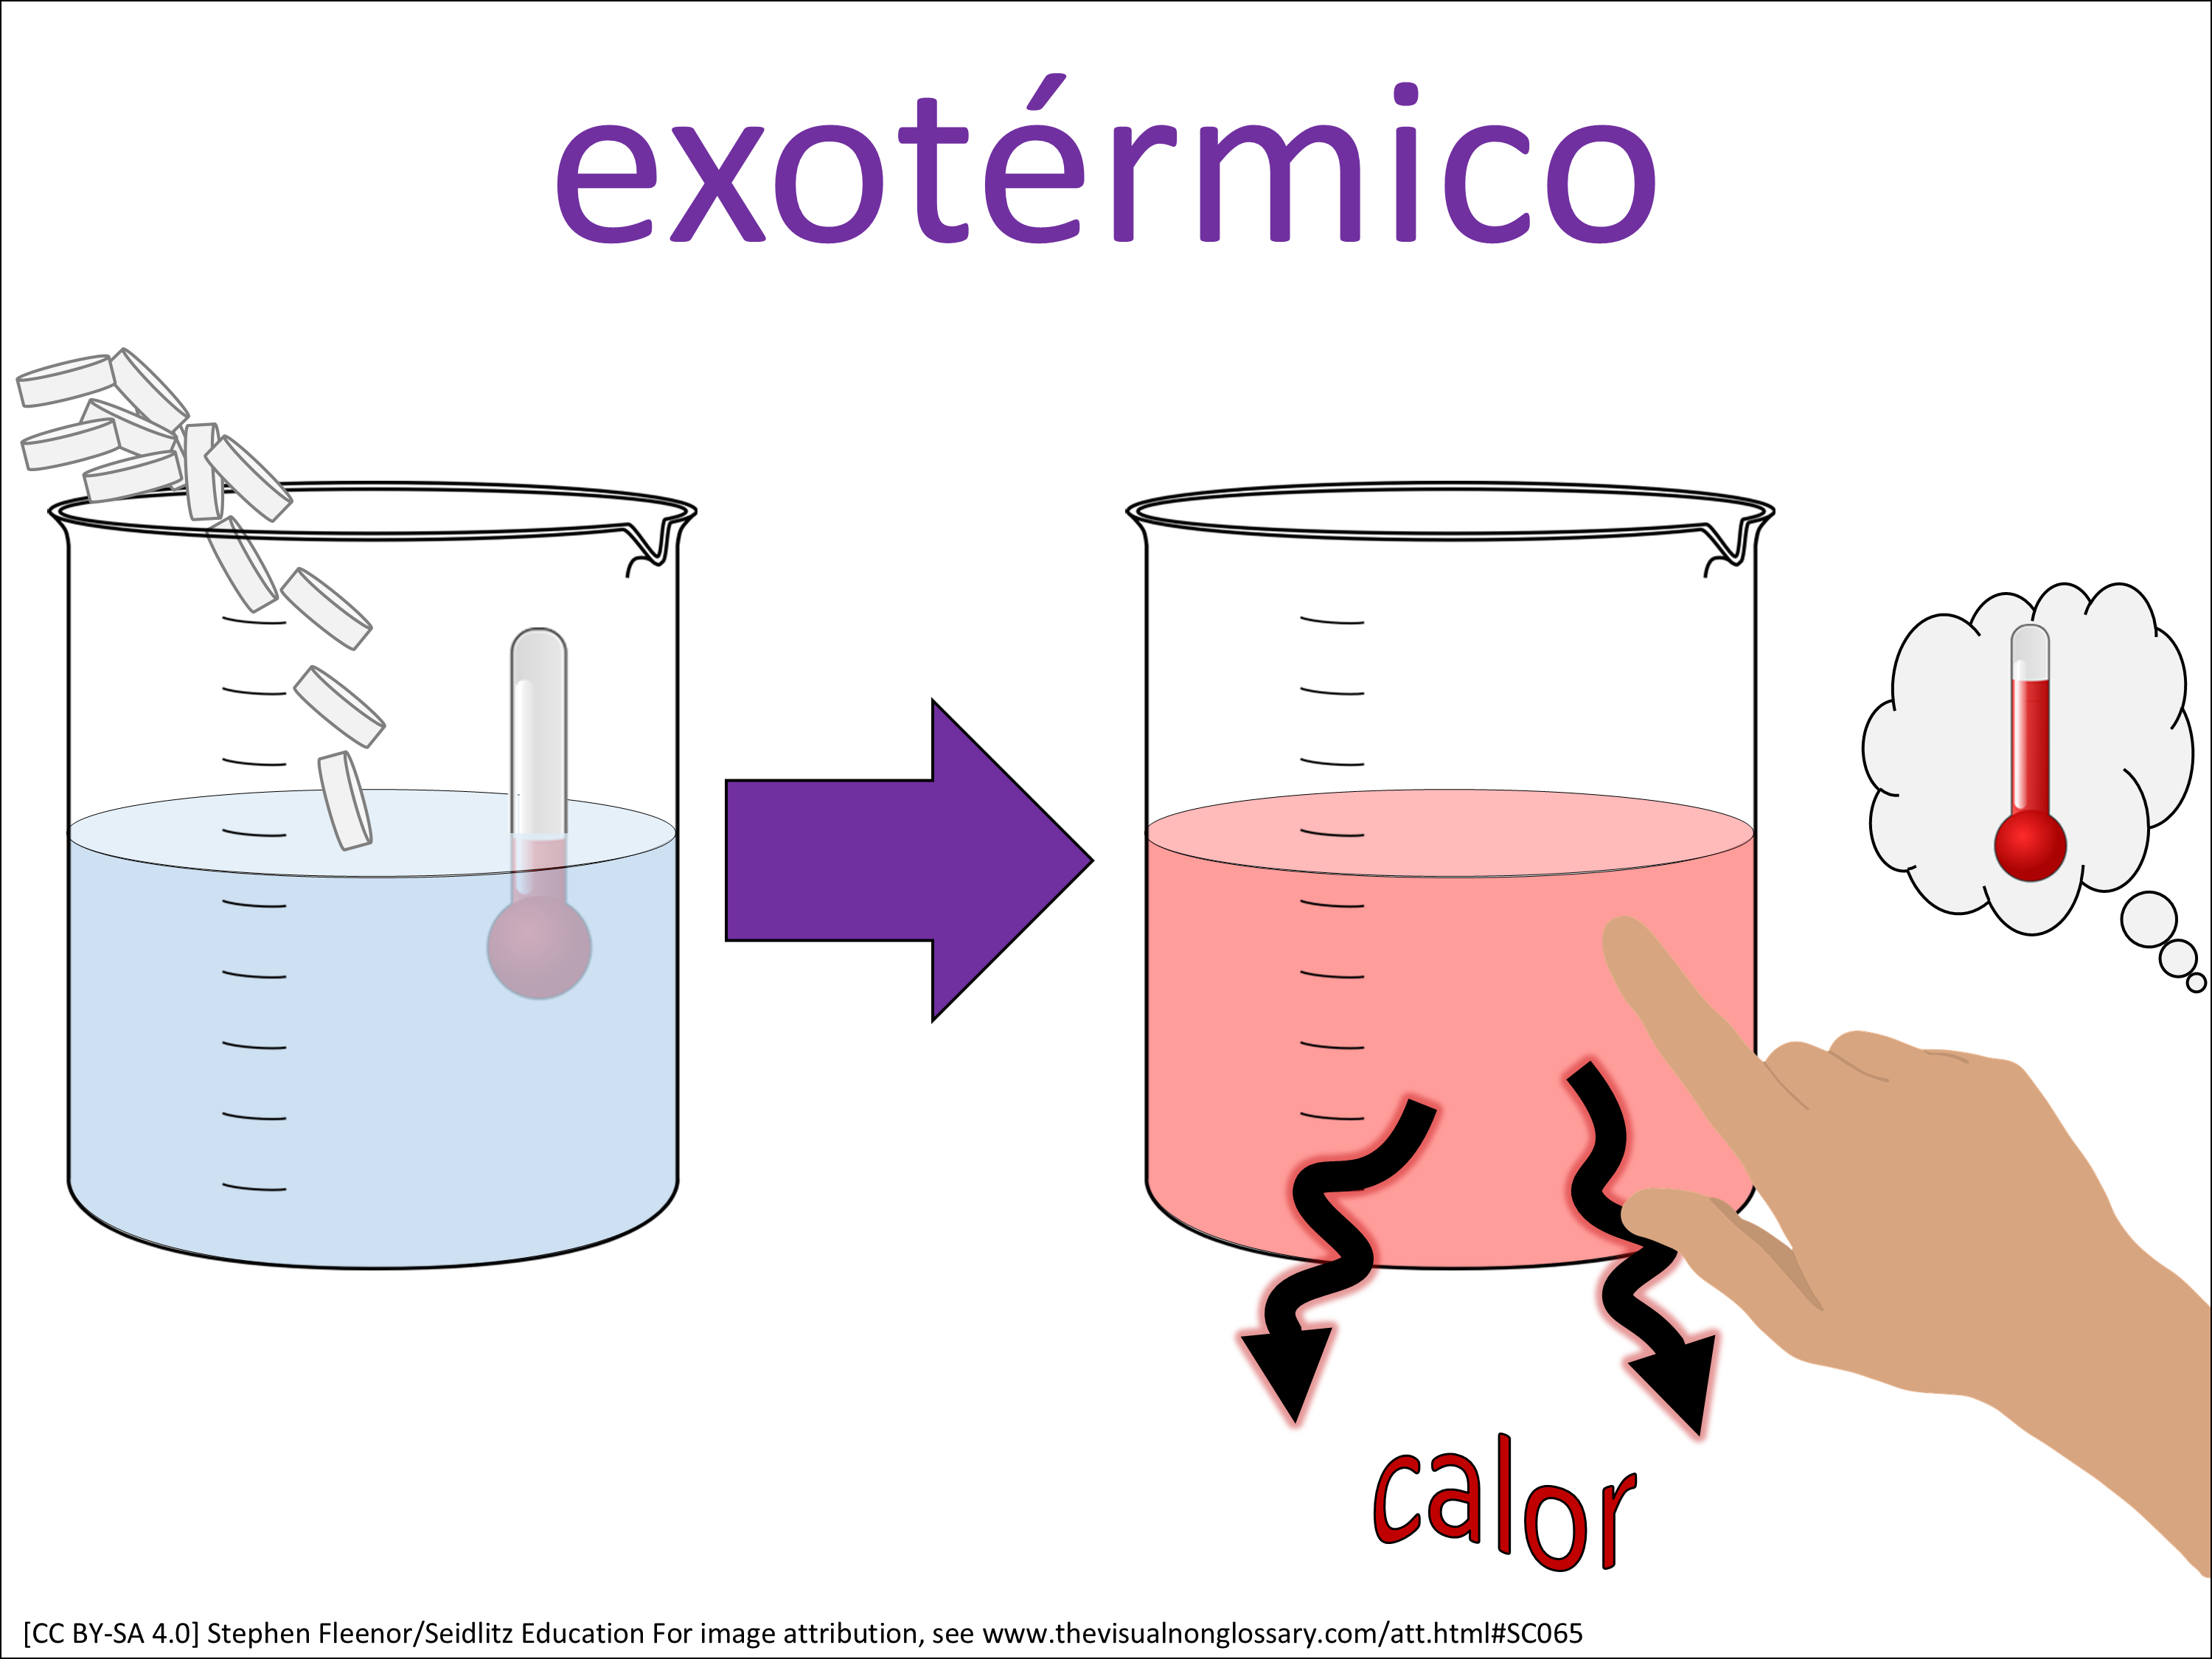 exotérmico
calor
[CC BY-SA 4.0] Stephen Fleenor/Seidlitz Education For image attribution, see www.thevisualnonglossary.com/att.html#SC065